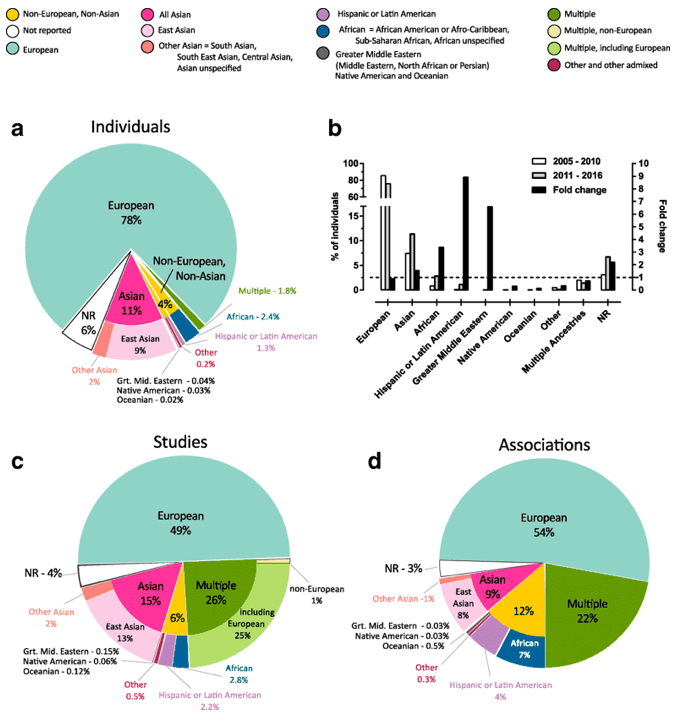 Non-European, Non-Asian
Not reported
European
All Asian
East Asian
Other Asian = South Asian,
South East Asian, Central Asian,
Asian unspecified
Hispanic or Latin American
African = African American or Afro-Caribbean,
Sub-Saharan African, African unspecified
Greater Middle Eastern
(Middle Eastern, North African or Persian)
Native American and Oceanian
Multiple
Multiple, non-European
Multiple, including European
Other and other admixed
a
Individuals
European
78%
Non-European,
Non-Asian
4%
Asian
11%
NR
6%
East Asian
9%
Other Asian
2%
Multiple - 1.8%
African - 2.4%
Hispanic or Latin American
1.3%
Other
0.2%
Grt. Mid. Eastern - 0.04%
Native American - 0.03%
Oceanian - 0.02%
b
2005 - 2010
2011 - 2016
Fold change
% of individuals
100
80
60
15
10
5
0
Fold change
10
9
8
7
6
5
4
3
2
1
0
European
Asian
African
Hispanic or Latin American
Greater Middle Eastern
Native American
Oceanian
Other
Multiple Ancestries
NR
c
Studies
European
49%
NR - 4%
Asian
15%
6%
Multiple
26%
non-European
1%
including
European
25%
Other Asian
2%
East Asian
13%
Grt. Mid. Eastern - 0.15%
Native American - 0.06%
Oceanian - 0.12%
Other
0.5%
Hispanic or Latin American
2.2%
African
2.8%
d
Associations
European
54%
NR - 3%
Asian
9%
12%
Multiple
22%
Other Asian -1%
East
Asian
8%
Grt. Mid. Eastern - 0.03%
Native American - 0.03%
Oceanian - 0.5%
African
7%
Other
0.3%
Hispanic or Latin American
4%